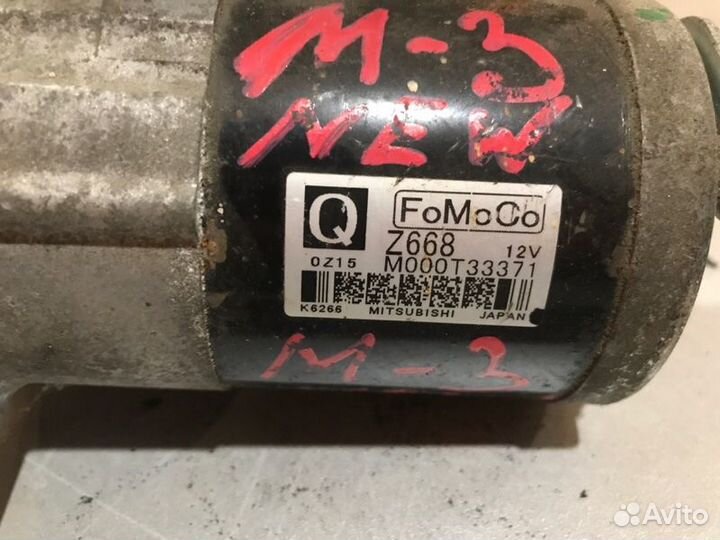 M-3
NEW
Q FoMoCo
Z668 12V
0Z15 M000T33371
K6266 MITSUBISHI JAPAN
M-3
Avito